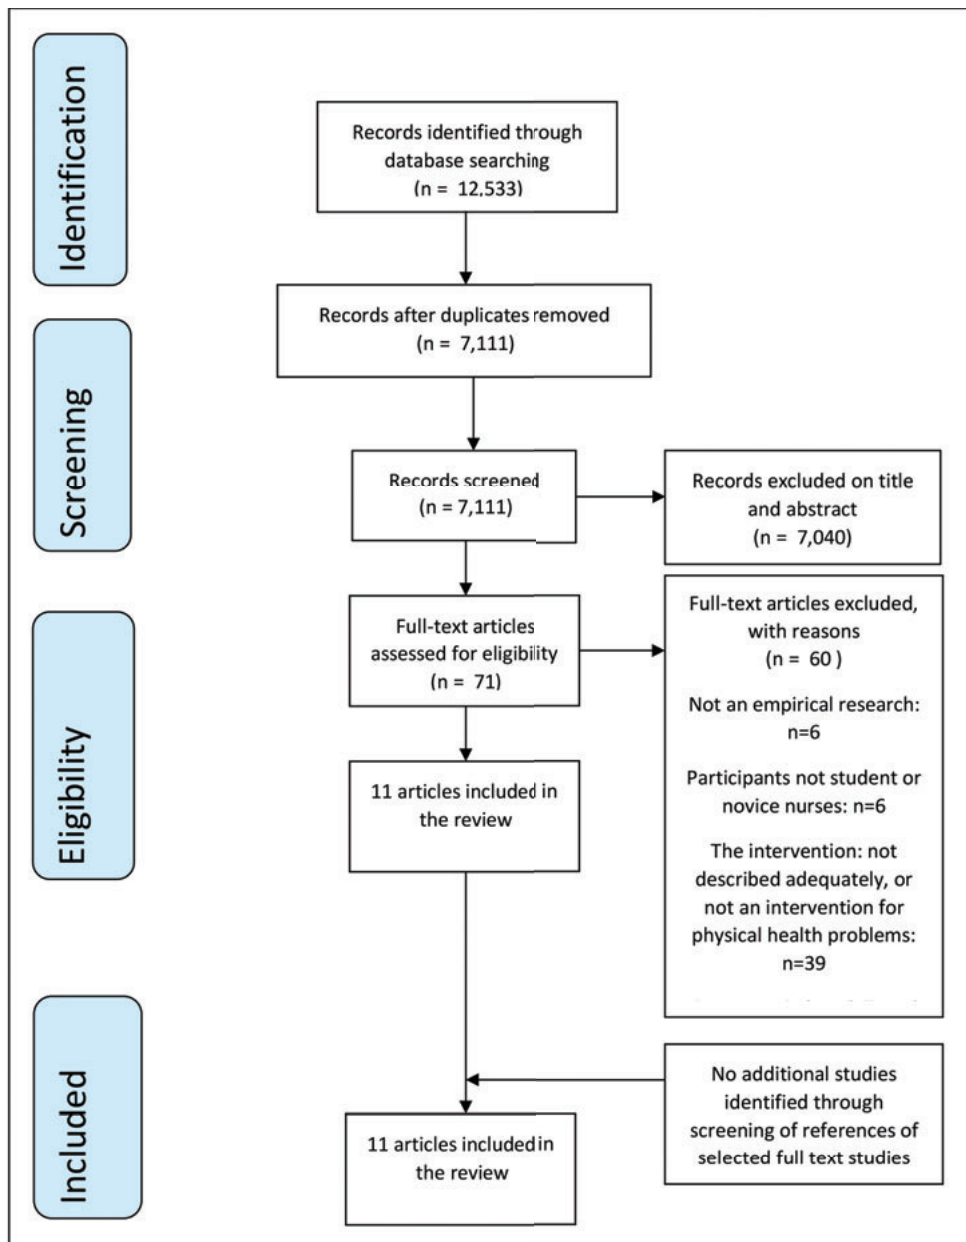 Identification
Records identified through
database searching
(n = 12,533)
Records after duplicates removed
(n = 7,111)
Screening
Records screened
(n = 7,111)
Records excluded on title
and abstract
(n = 7,040)
Eligibility
Full-text articles
assessed for eligibility
(n = 71)
Full-text articles excluded,
with reasons
(n = 60 )
Not an empirical research:
n=6
Participants not student or
novice nurses: n=6
The intervention: not
described adequately, or
not an intervention for
physical health problems:
n=39
11 articles included in
the review
Included
No additional studies
identified through
screening of references of
selected full text studies
11 articles included in
the review